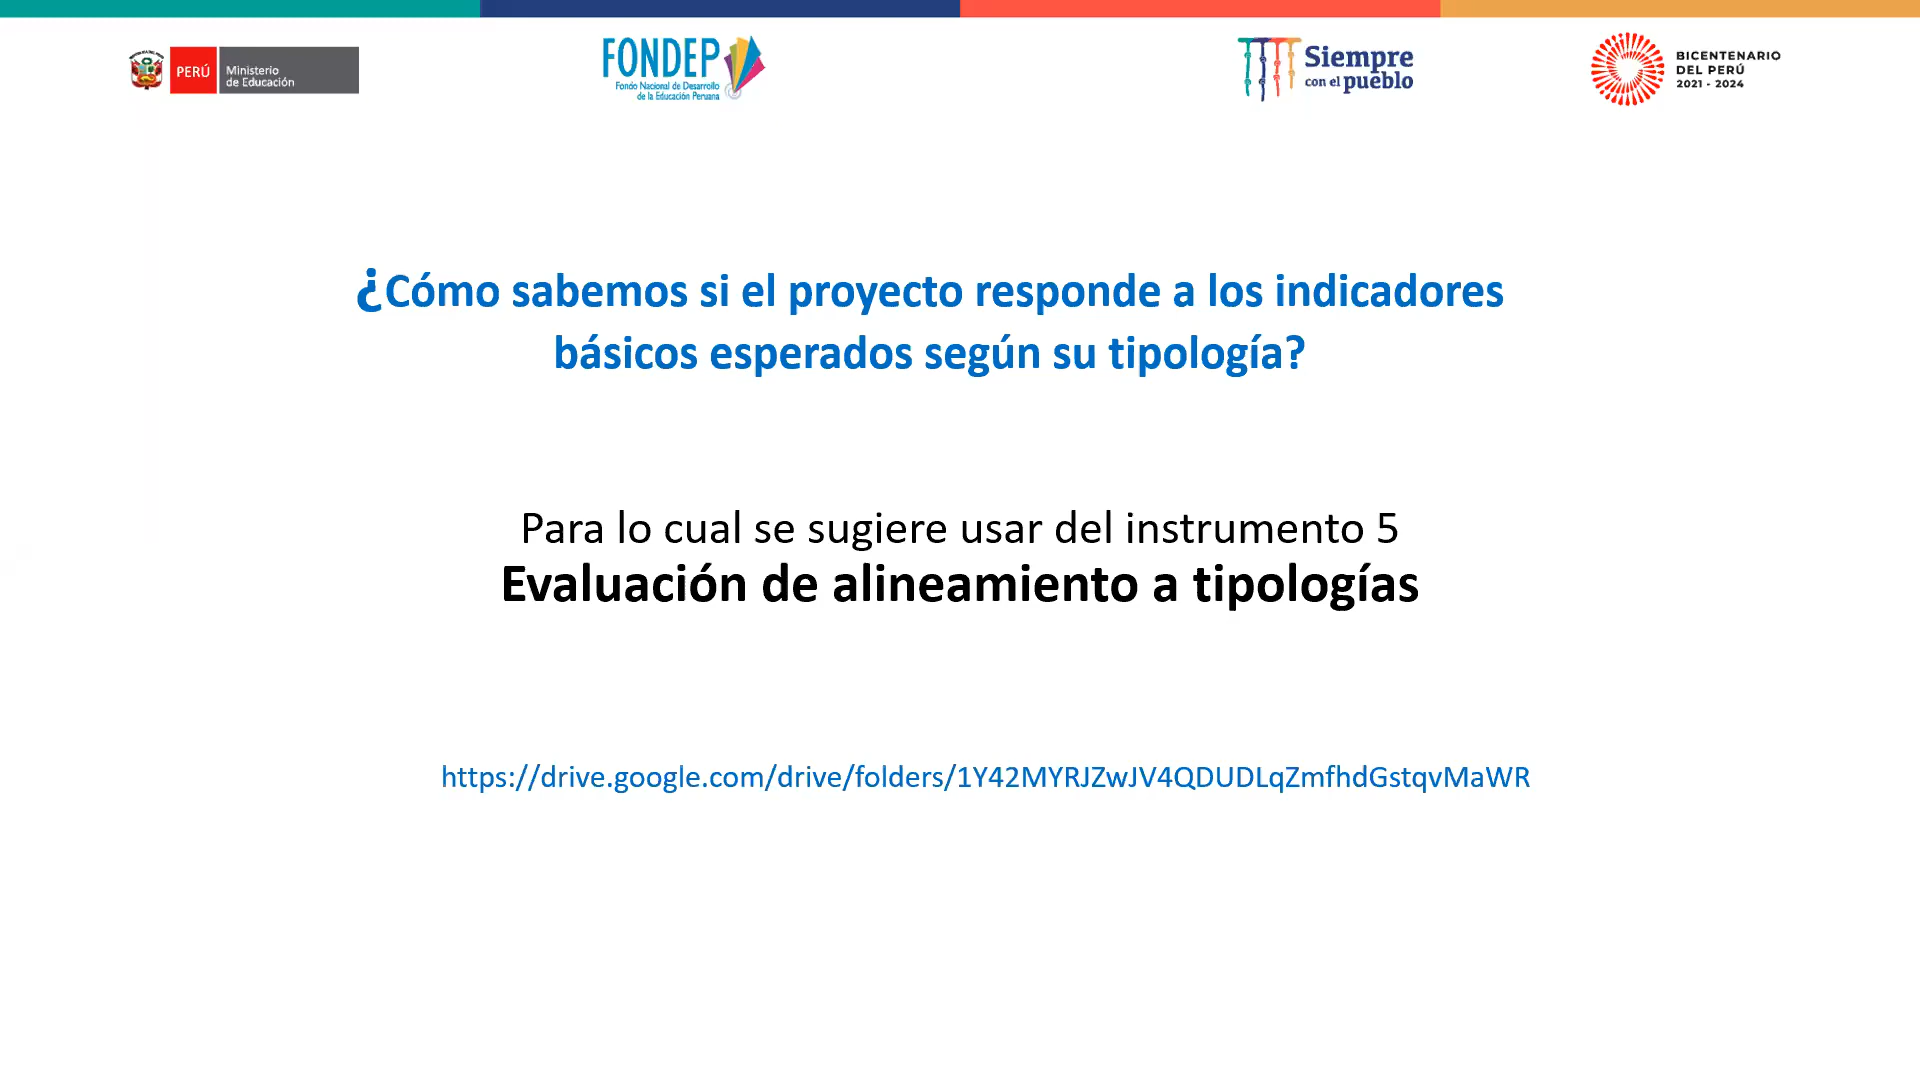 PERÚ
Ministerio
de Educación
FONDEP
Fondo Nacional de Desarrollo
de la Educación Peruana
Siempre
con el pueblo
BICENTENARIO
DEL PERÚ
2021 - 2024
¿Cómo sabemos si el proyecto responde a los indicadores
básicos esperados según su tipología?
Para lo cual se sugiere usar del instrumento 5
Evaluación de alineamiento a tipologías
https://drive.google.com/drive/folders/1Y42MYRJZwJV4QDUDLqZmfhdGstqvMaWR